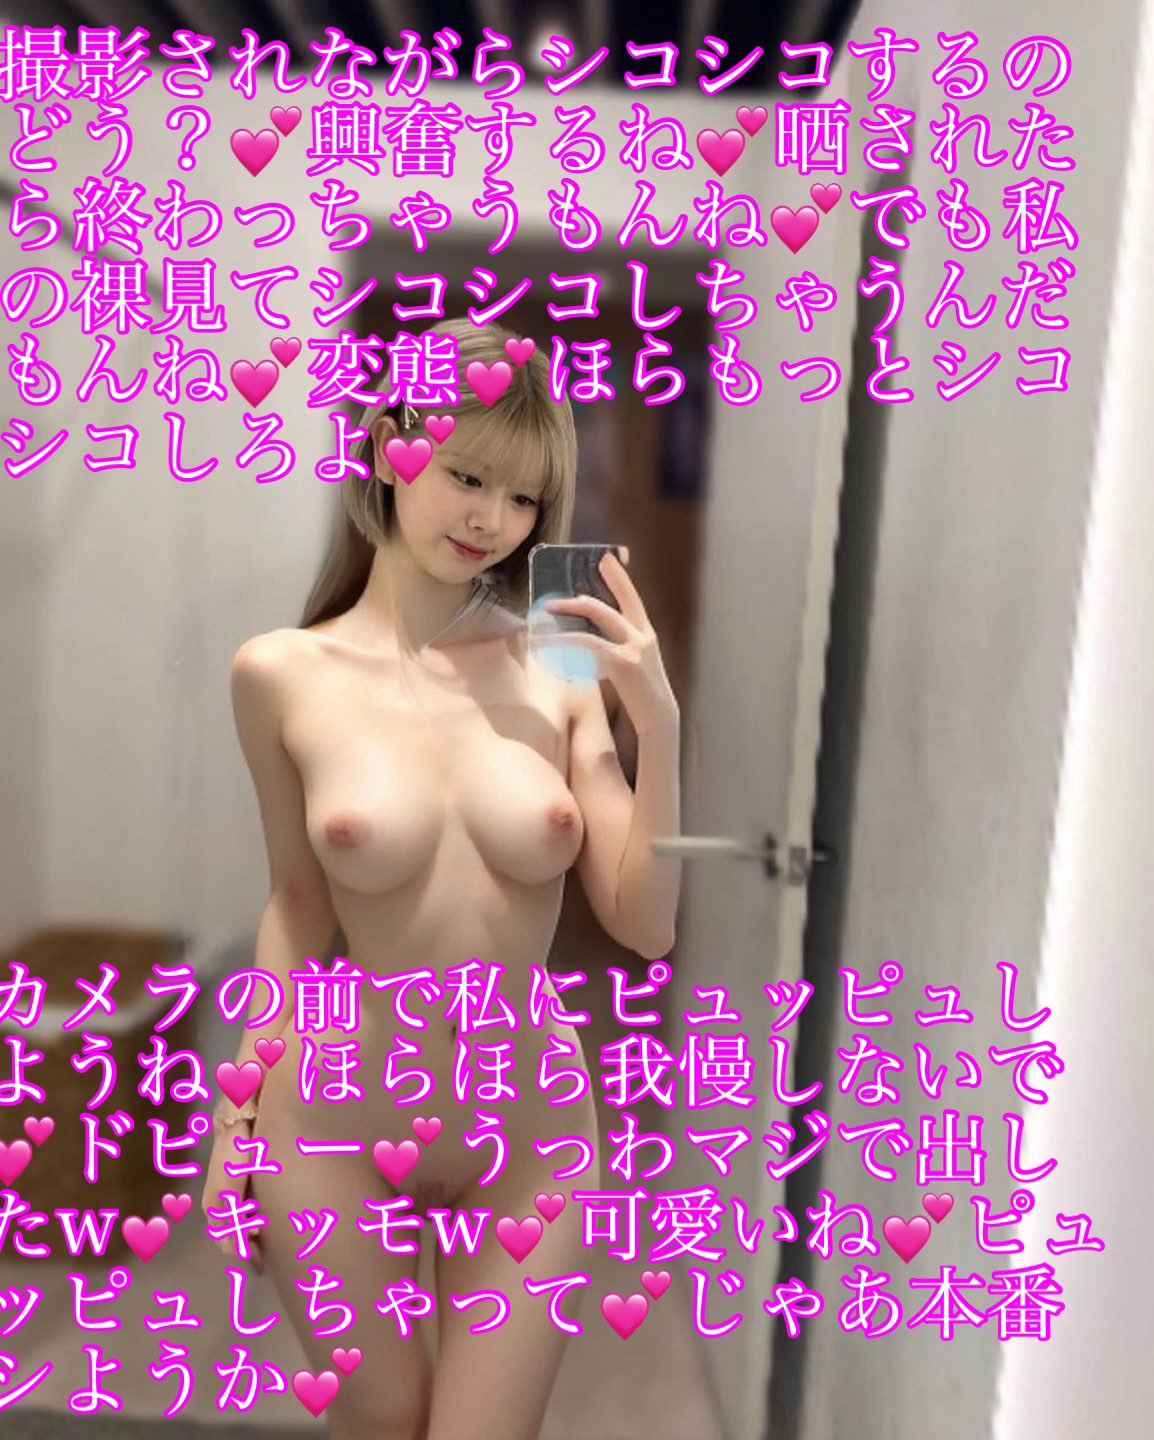 撮影されながらシコシコするの
どう？💕興奮するね💕晒された
ら終わっちゃうもんね💕でも私
の裸見てシコシコしちゃうんだ
もんね💕変態💕ほらもっとシコ
シコしろよ💕
カメラの前で私にピュッピュし
ようね💕ほらほら我慢しないで
💕ドピュー💕うっわマジで出し
たw💕キッモw💕可愛いね💕ピュ
ッピュしちゃって💕じゃあ本番
シようか💕